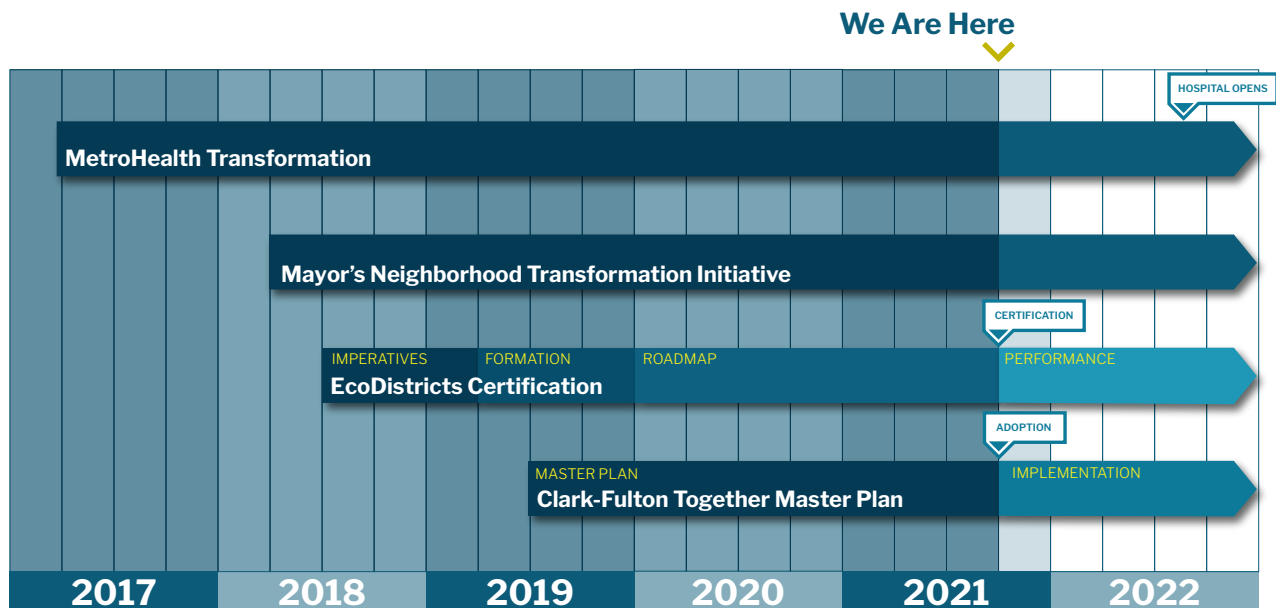 We Are Here
HOSPITAL OPENS
MetroHealth Transformation
Mayor’s Neighborhood Transformation Initiative
CERTIFICATION
IMPERATIVES FORMATION ROADMAP PERFORMANCE
EcoDistricts Certification
ADOPTION
MASTER PLAN IMPLEMENTATION
Clark-Fulton Together Master Plan
2017 2018 2019 2020 2021 2022